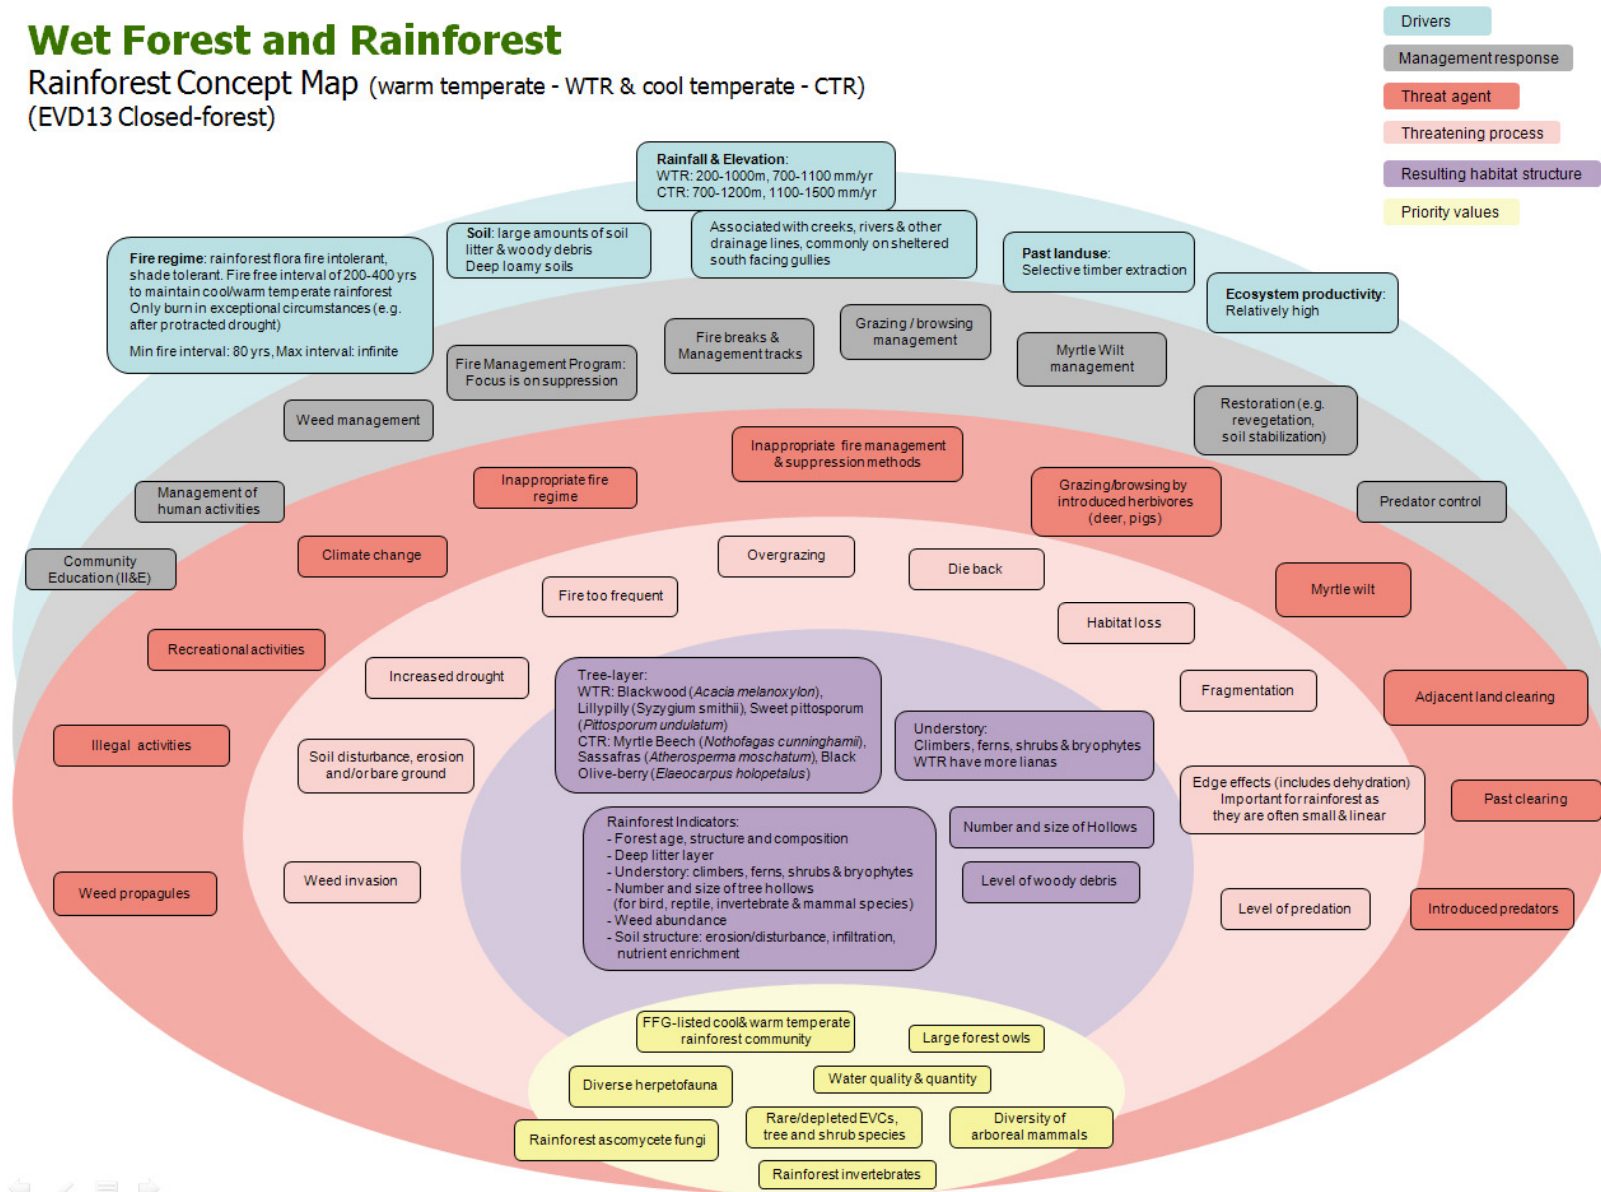 Wet Forest and Rainforest
Rainforest Concept Map (warm temperate - WTR & cool temperate - CTR)
(EVD13 Closed-forest)
Drivers
Management response
Threat agent
Threatening process
Resulting habitat structure
Priority values
Rainfall & Elevation:
WTR: 200-1000m, 700-1100 mm/yr
CTR: 700-1200m, 1100-1500 mm/yr
Fire regime: rainforest flora fire intolerant,
shade tolerant. Fire free interval of 200-400 yrs
to maintain cool/warm temperate rainforest
Only burn in exceptional circumstances (e.g.
after protracted drought)
Min fire interval: 80 yrs, Max interval: infinite
Soil: large amounts of soil
litter & woody debris
Deep loamy soils
Associated with creeks, rivers & other
drainage lines, commonly on sheltered
south facing gullies
Past landuse:
Selective timber extraction
Ecosystem productivity:
Relatively high
Community
Education (II&E)
Management of
human activities
Weed management
Fire Management Program:
Focus is on suppression
Fire breaks &
Management tracks
Grazing / browsing
management
Myrtle Wilt
management
Restoration (e.g.
revegetation,
soil stabilization)
Predator control
Weed propagules
Illegal activities
Recreational activities
Climate change
Inappropriate fire
regime
Inappropriate fire management
& suppression methods
Grazing/browsing by
introduced herbivores
(deer, pigs)
Myrtle wilt
Adjacent land clearing
Past clearing
Introduced predators
Weed invasion
Soil disturbance, erosion
and/or bare ground
Increased drought
Fire too frequent
Overgrazing
Die back
Habitat loss
Fragmentation
Edge effects (includes dehydration)
Important for rainforest as
they are often small & linear
Level of predation
Tree-layer:
WTR: Blackwood (Acacia melanoxylon),
Lillypilly (Syzygium smithii), Sweet pittosporum
(Pittosporum undulatum)
CTR: Myrtle Beech (Nothofagas cunninghamii),
Sassafras (Atherosperma moschatum), Black
Olive-berry (Elaeocarpus holopetalus)
Understory:
Climbers, ferns, shrubs & bryophytes
WTR have more lianas
Rainforest Indicators:
- Forest age, structure and composition
- Deep litter layer
- Understory: climbers, ferns, shrubs & bryophytes
- Number and size of tree hollows
(for bird, reptile, invertebrate & mammal species)
- Weed abundance
- Soil structure: erosion/disturbance, infiltration,
nutrient enrichment
Number and size of Hollows
Level of woody debris
FFG-listed cool& warm temperate
rainforest community
Large forest owls
Diverse herpetofauna
Water quality & quantity
Rainforest ascomycete fungi
Rare/depleted EVCs,
tree and shrub species
Diversity of
arboreal mammals
Rainforest invertebrates